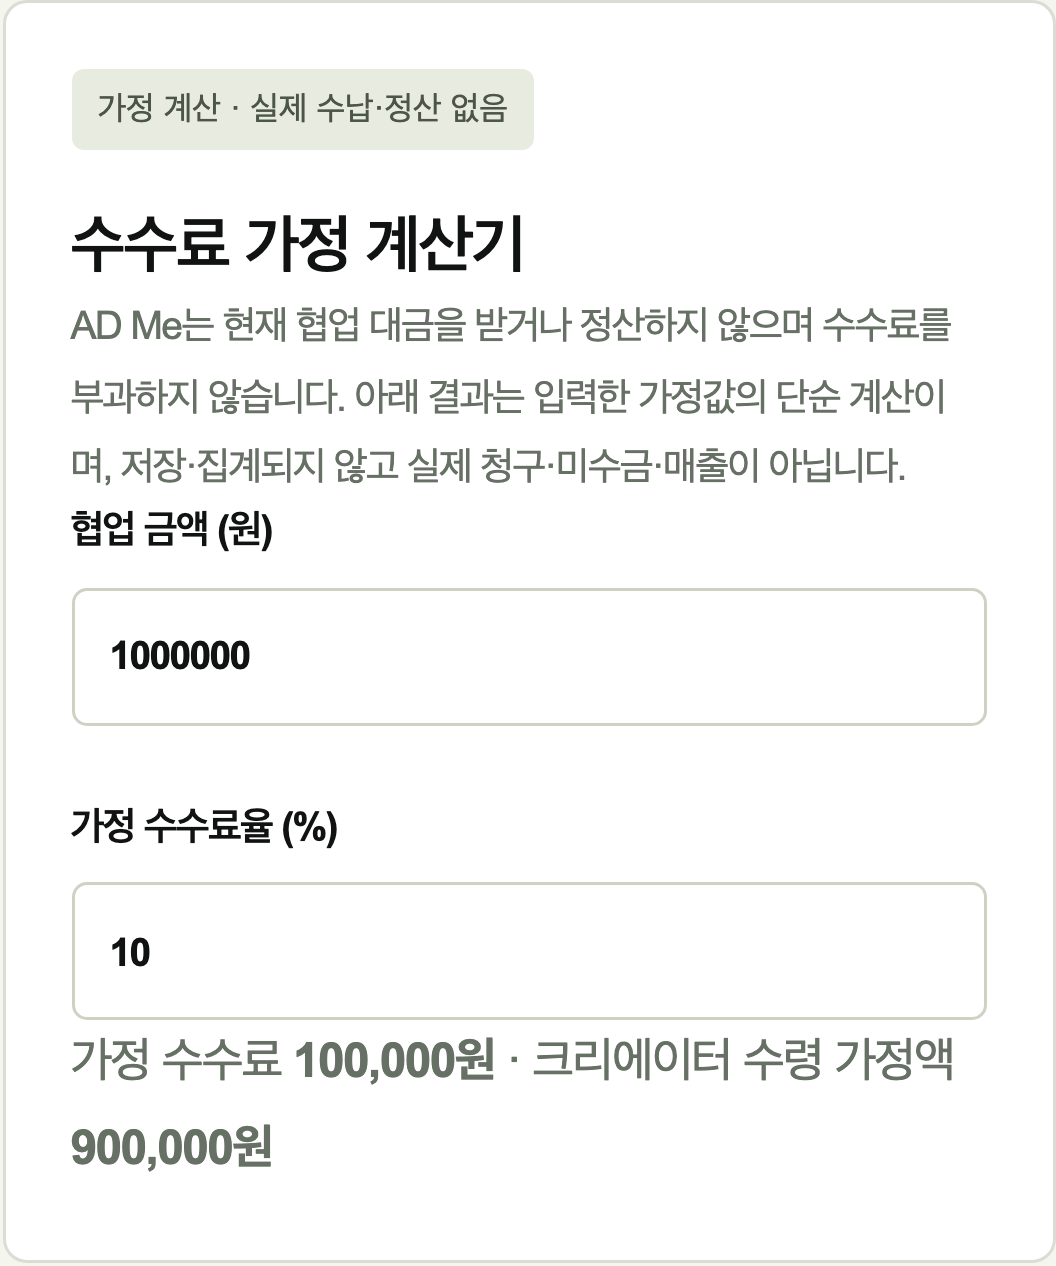 가정 계산 · 실제 수납·정산 없음
수수료 가정 계산기
AD Me는 현재 협업 대금을 받거나 정산하지 않으며 수수료를
부과하지 않습니다. 아래 결과는 입력한 가정값의 단순 계산이
며, 저장·집계되지 않고 실제 청구·미수금·매출이 아닙니다.
협업 금액 (원)
1000000
가정 수수료율 (%)
10
가정 수수료 100,000원 · 크리에이터 수령 가정액
900,000원